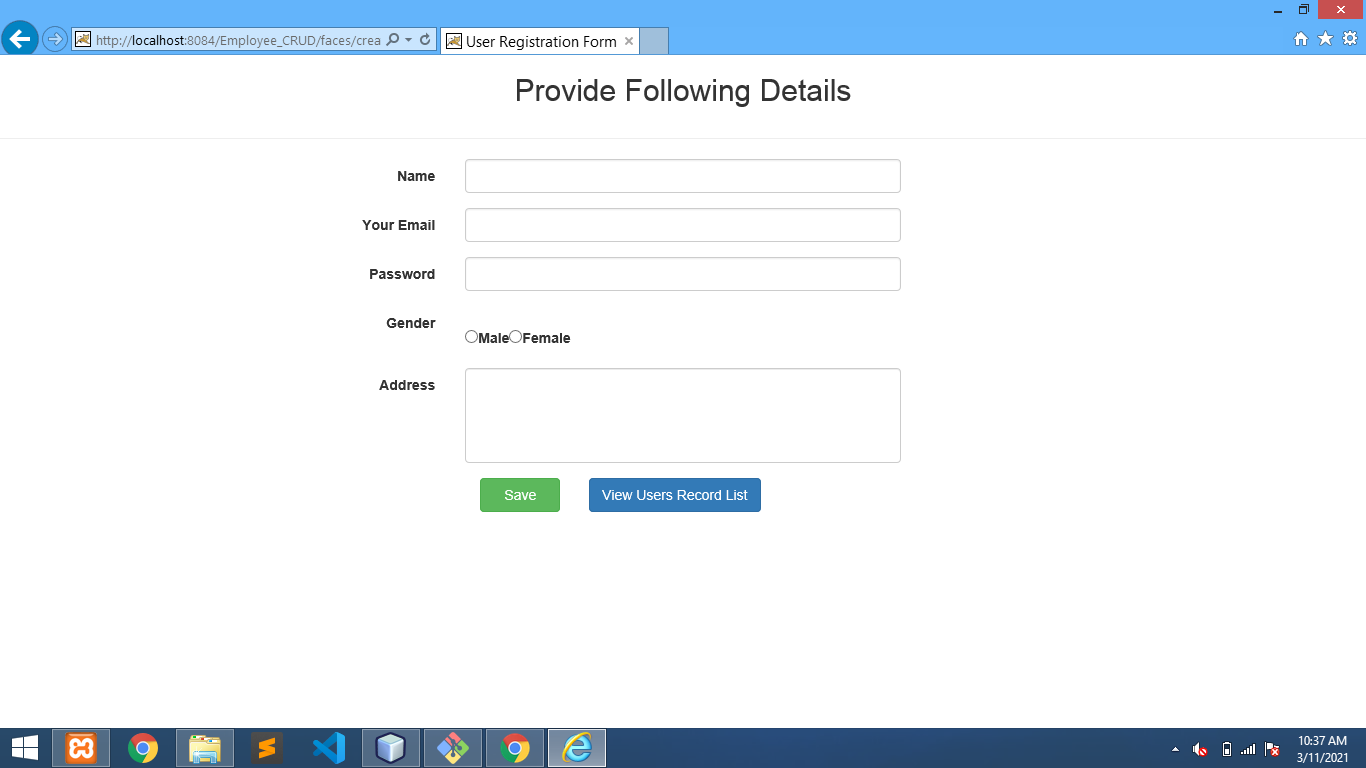 http://localhost:8084/Employee_CRUD/faces/crea
User Registration Form
Provide Following Details
Name
Your Email
Password
Gender
Male Female
Address
Save View Users Record List
10:37 AM
3/11/2021